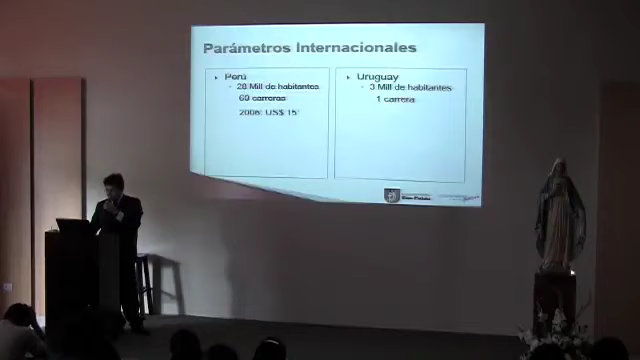 Parámetros Internacionales
Perú
28 Mill de habitantes
60 carreras
2006: US$ 15
Uruguay
3 Mill de habitantes
1 carrera